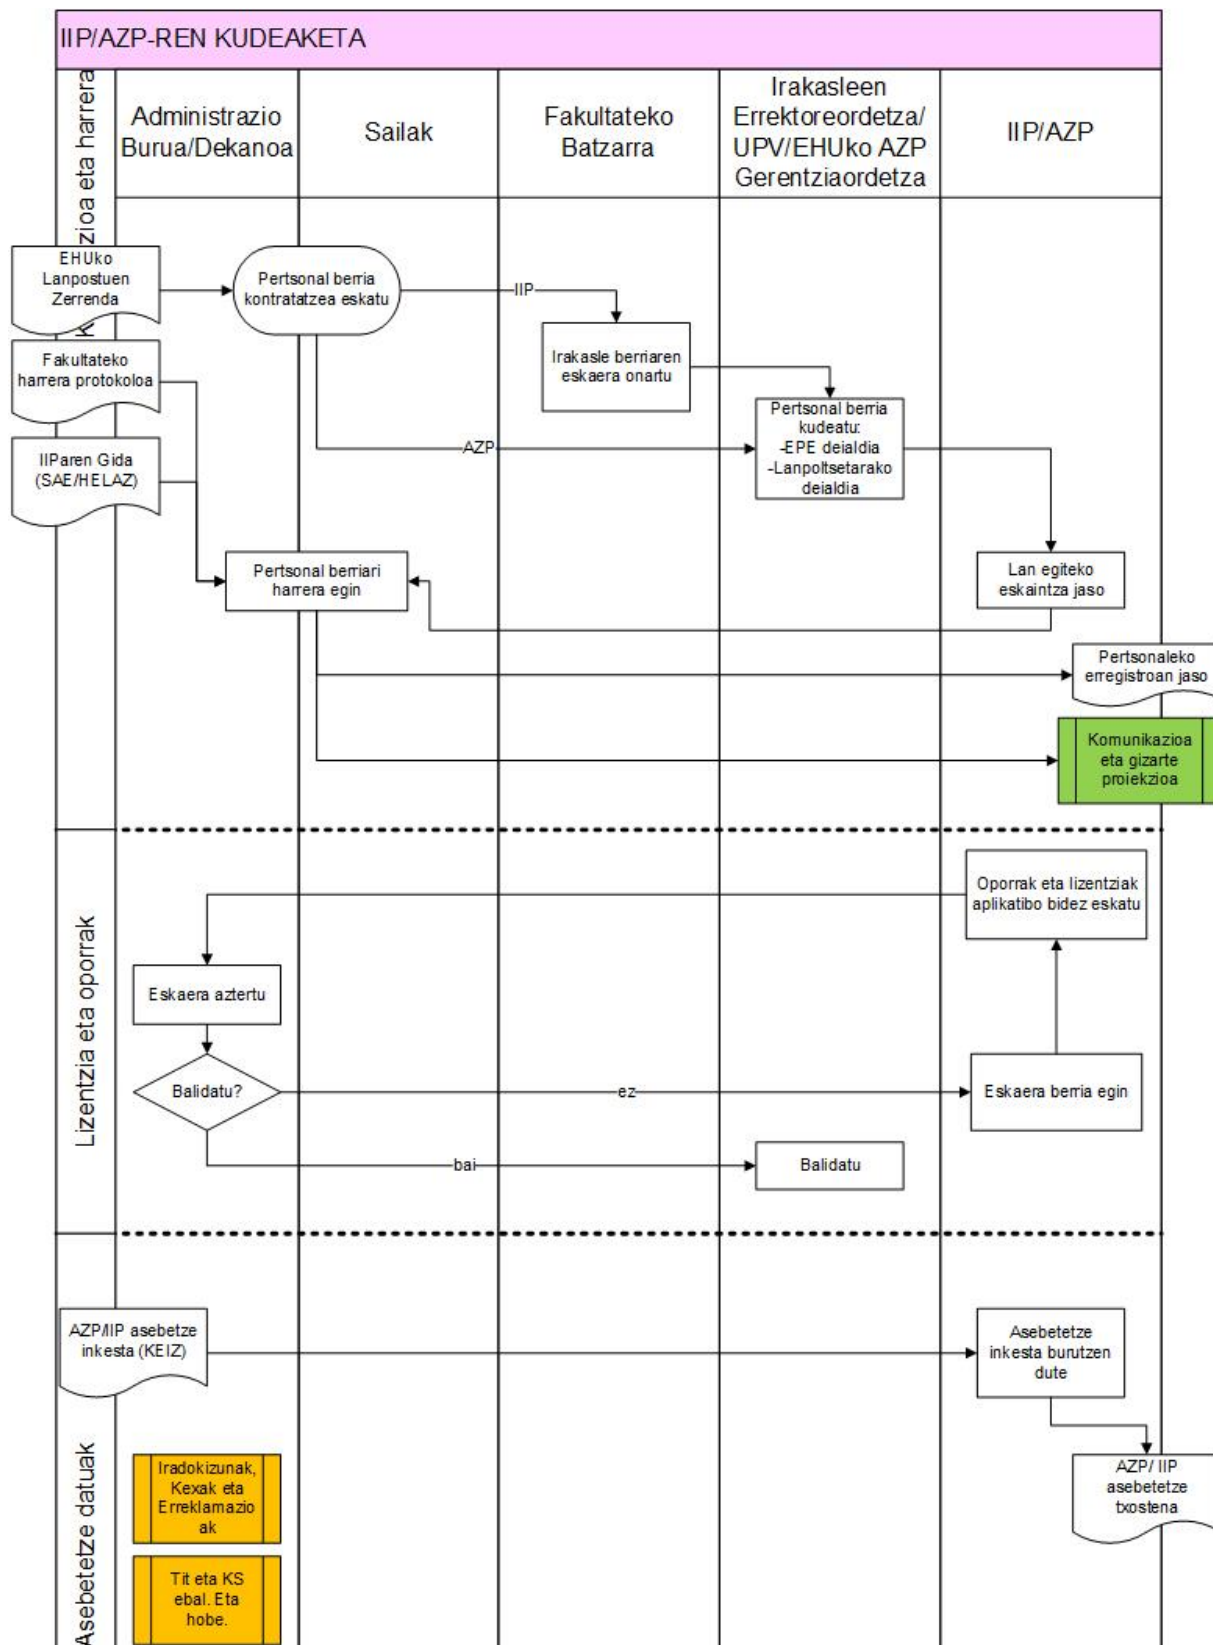 IIP/AZP-REN KUDEAKETA
zioa eta harrera
K
Administrazio
Burua/Dekanoa
Sailak
Fakultateko
Batzarra
Irakasleen
Errektoreordetza/
UPV/EHUko AZP
Gerentziaordetza
IIP/AZP
EHUko
Lanpostuen
Zerrenda
Pertsonal berria
kontratatzea eskatu
IIP
Fakultateko
harrera protokoloa
Irakasle berriaren
eskaera onartu
Pertsonal berria
kudeatu:
-EPE deialdia
-Lanpoltsetarako
deialdia
AZP
IIParen Gida
(SAE/HELAZ)
Pertsonal berriari
harrera egin
Lan egiteko
eskaintza jaso
Pertsonaleko
erregistroan jaso
Komunikazioa
eta gizarte
proiekzioa
Lizentzia eta oporrak
Oporrak eta lizentziak
aplikatibo bidez eskatu
Eskaera aztertu
Balidatu?
ez
Eskaera berria egin
bai
Balidatu
Asebetetze datuak
AZP/IIP asebetze
inkesta (KEIZ)
Asebetetze
inkesta burutzen
dute
Iradokizunak,
Kexak eta
Erreklamazio
ak
AZP/ IIP
asebetetze
txostena
Tit eta KS
ebal. Eta
hobe.